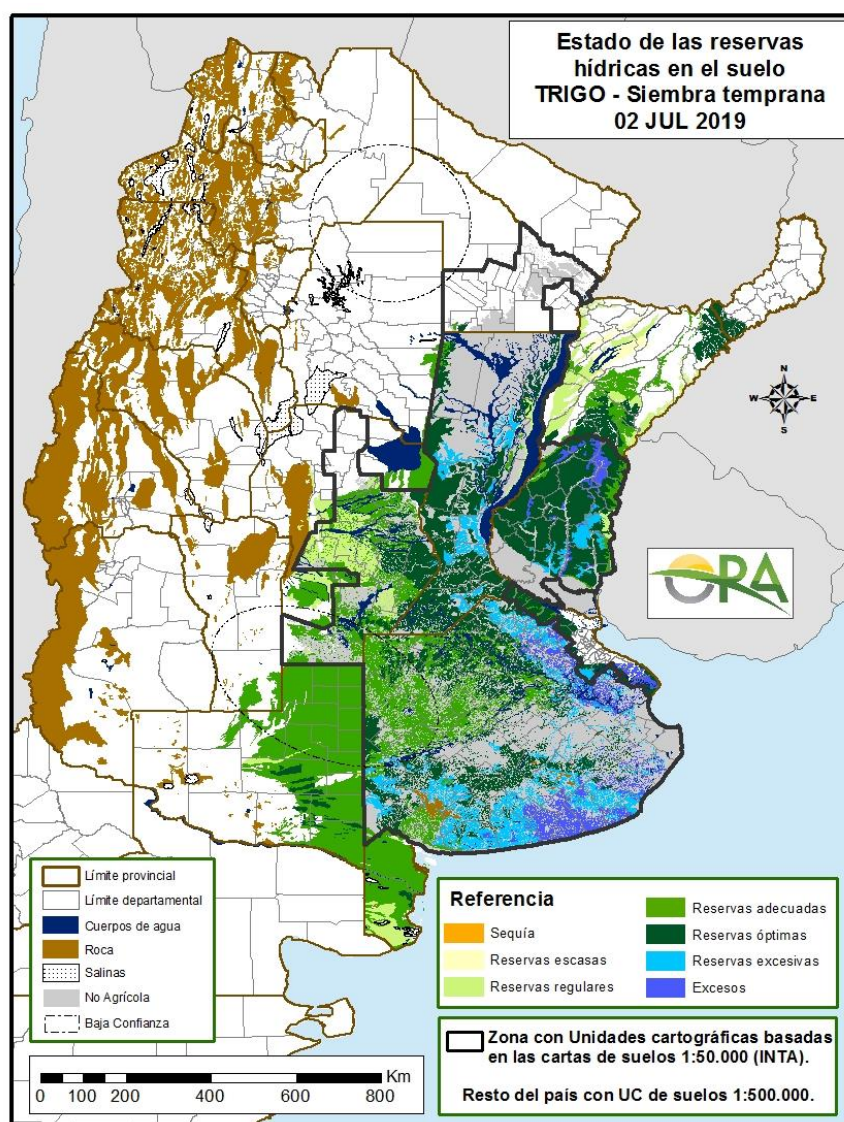 Estado de las reservas
hídricas en el suelo
TRIGO - Siembra temprana
02 JUL 2019
N
W
E
S
ORA
Límite provincial
Límite departamental
Cuerpos de agua
Roca
Salinas
No Agrícola
Baja Confianza
Referencia
Sequía
Reservas escasas
Reservas regulares
Reservas adecuadas
Reservas óptimas
Reservas excesivas
Excesos
Km
0 100 200 400 600 800
Zona con Unidades cartográficas basadas
en las cartas de suelos 1:50.000 (INTA).
Resto del país con UC de suelos 1:500.000.